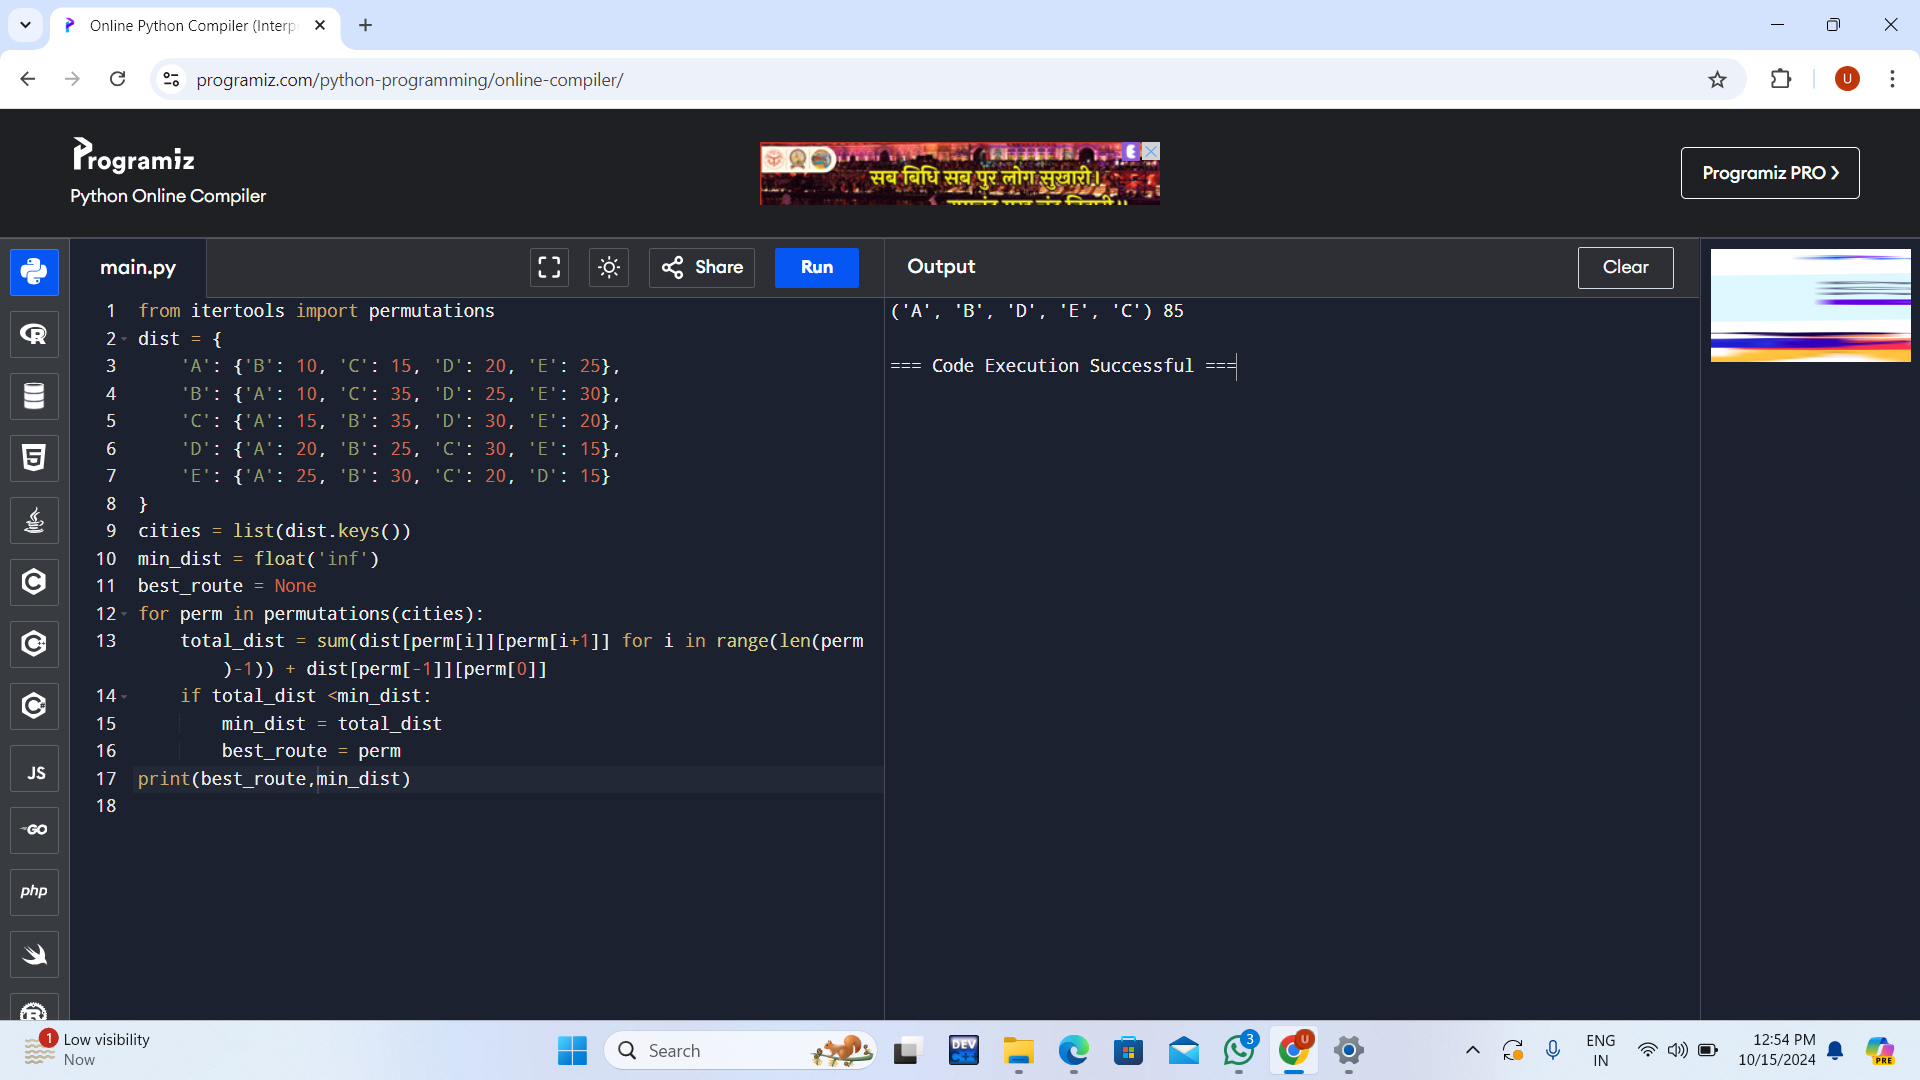 Online Python Compiler (Interp
programiz.com/python-programming/online-compiler/
U
Programiz
Python Online Compiler
सब बिधि सब पुर लोग सुखारी।
Programiz PRO
main.py
Share
Run
Output
Clear
1 from itertools import permutations
2 dist = {
3 'A': {'B': 10, 'C': 15, 'D': 20, 'E': 25},
4 'B': {'A': 10, 'C': 35, 'D': 25, 'E': 30},
5 'C': {'A': 15, 'B': 35, 'D': 30, 'E': 20},
6 'D': {'A': 20, 'B': 25, 'C': 30, 'E': 15},
7 'E': {'A': 25, 'B': 30, 'C': 20, 'D': 15}
8 }
9 cities = list(dist.keys())
10 min_dist = float('inf')
11 best_route = None
12 for perm in permutations(cities):
13 total_dist = sum(dist[perm[i]][perm[i+1]] for i in range(len(perm
)-1)) + dist[perm[-1]][perm[0]]
14 if total_dist <min_dist:
15 min_dist = total_dist
16 best_route = perm
17 print(best_route,min_dist)
18
('A', 'B', 'D', 'E', 'C') 85
=== Code Execution Successful ===
JS
GO
php
1
Low visibility
Now
Search
DEV
C++
3
U
ENG
IN
12:54 PM
10/15/2024
PRE